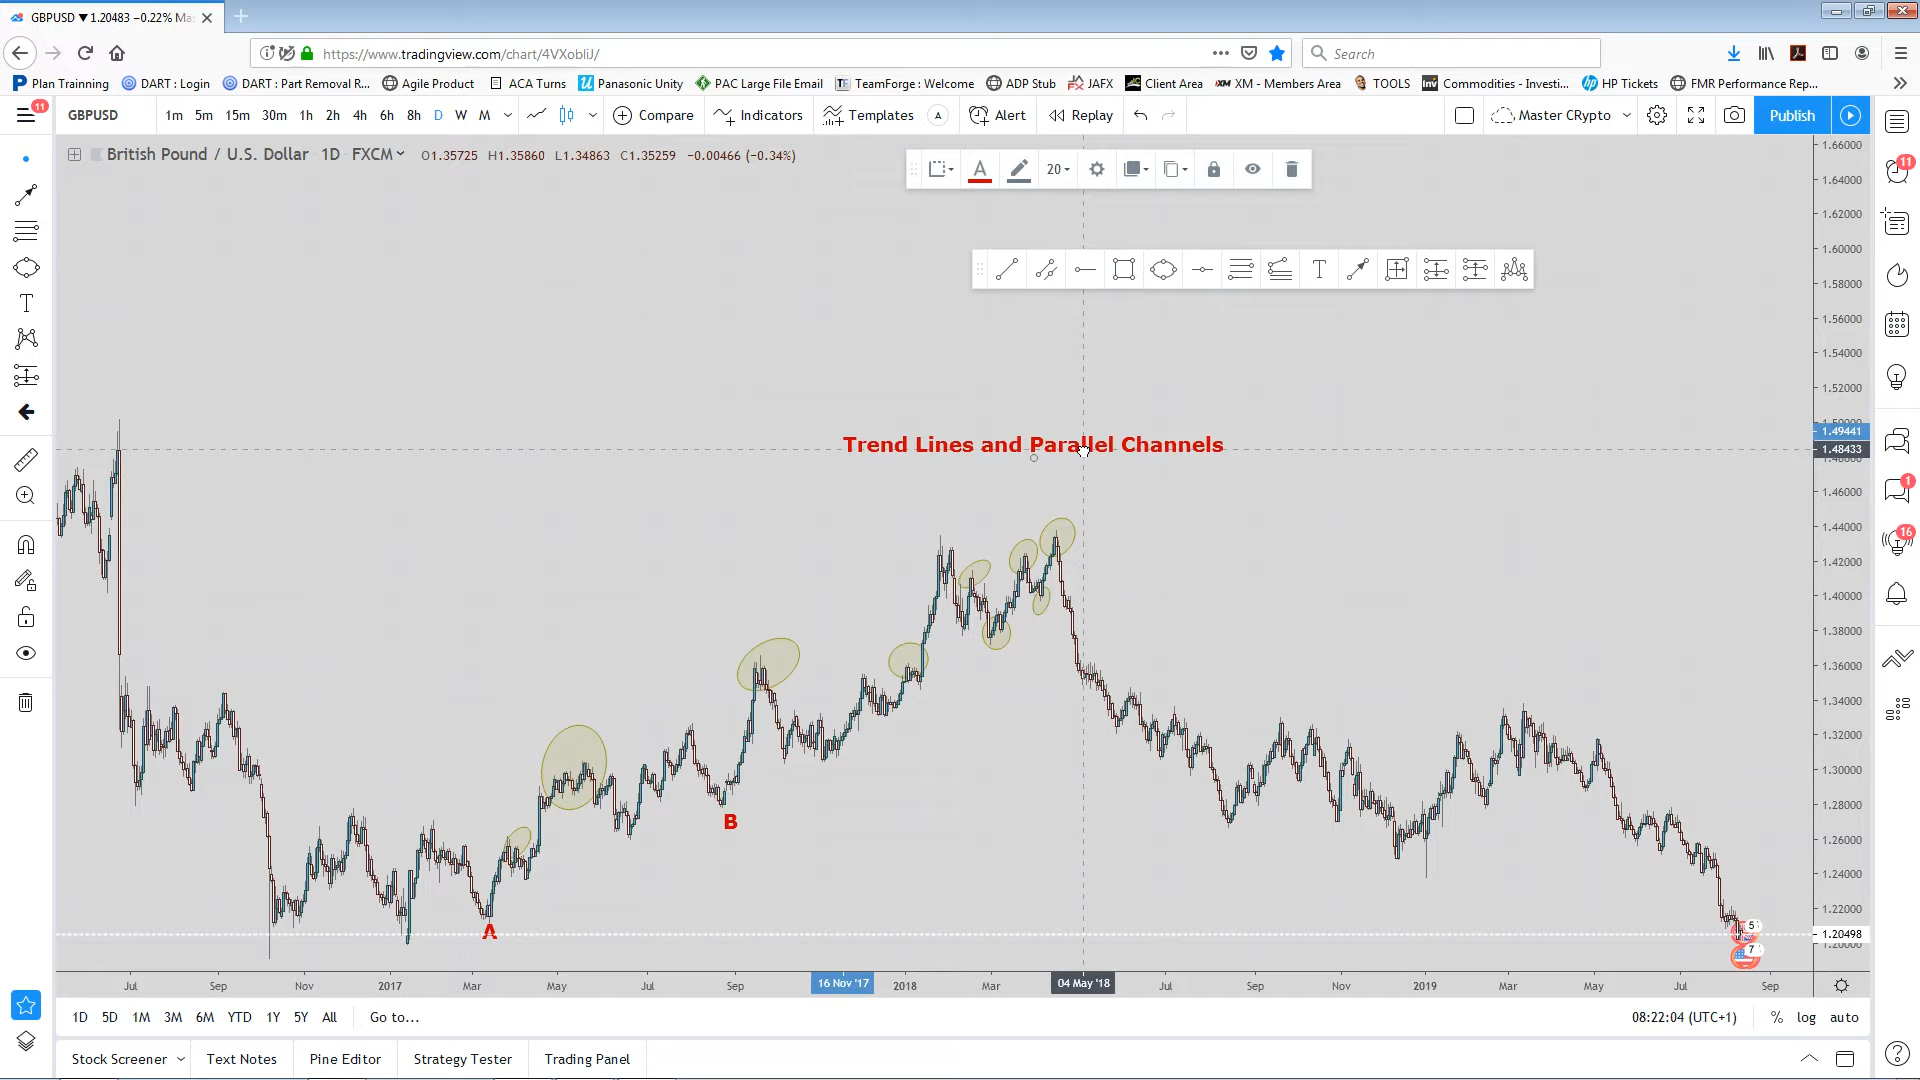 GBPUSD ▼ 1.20483 −0.22% Ma
https://www.tradingview.com/chart/4VXobliJ/
Search
Plan Trainning DART : Login DART : Part Removal R... Agile Product ACA Turns Panasonic Unity PAC Large File Email TeamForge : Welcome ADP Stub JAFX Client Area XM - Members Area TOOLS Commodities - Investi... HP Tickets FMR Performance Rep...
11 GBPUSD 1m 5m 15m 30m 1h 2h 4h 6h 8h D W M Compare Indicators Templates A Alert Replay Master CRypto Publish
British Pound / U.S. Dollar 1D FXCM O1.35725 H1.35860 L1.34863 C1.35259 −0.00466 (−0.34%)
A 20
T
T
11
1
16
1.66000
1.64000
1.62000
1.60000
1.58000
1.56000
1.54000
1.52000
1.49441
1.48433
1.46000
1.44000
1.42000
1.40000
1.38000
1.36000
1.34000
1.32000
1.30000
1.28000
1.26000
1.24000
1.22000
1.20498
Trend Lines and Parallel Channels
B
A
5
7
Jul Sep Nov 2017 Mar May Jul Sep 16 Nov '17 2018 Mar 04 May '18 Jul Sep Nov 2019 Mar May Jul Sep
1D 5D 1M 3M 6M YTD 1Y 5Y All Go to... 08:22:04 (UTC+1) % log auto
Stock Screener Text Notes Pine Editor Strategy Tester Trading Panel